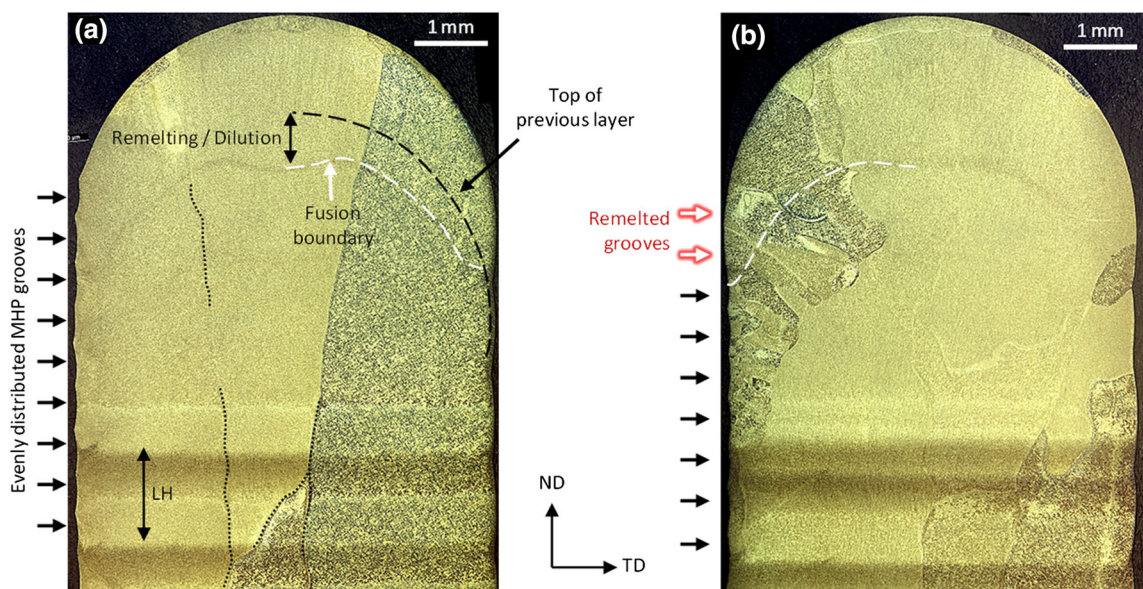 (a)
1 mm
Remelting / Dilution
Top of
previous layer
Fusion
boundary
Evenly distributed MHP grooves
LH
ND
TD
(b)
1 mm
Remelted
grooves